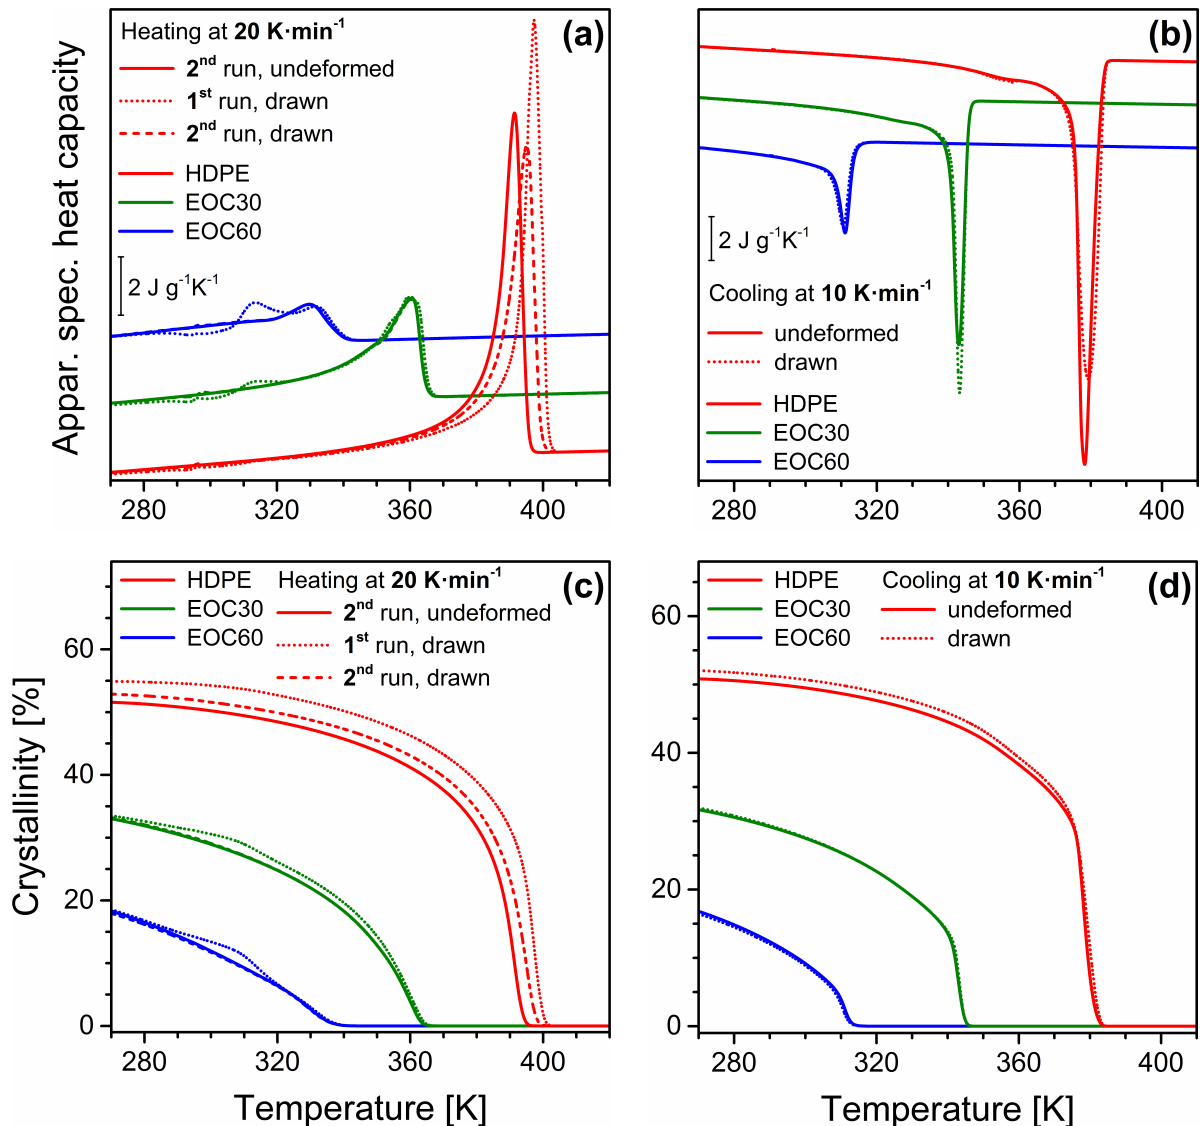 (a)
Heating at 20 K·min⁻¹
2nd run, undeformed
1st run, drawn
2nd run, drawn
HDPE
EOC30
EOC60
2 J g⁻¹K⁻¹
Appar. spec. heat capacity
280 320 360 400
(b)
2 J g⁻¹K⁻¹
Cooling at 10 K·min⁻¹
undeformed
drawn
HDPE
EOC30
EOC60
280 320 360 400
(c)
HDPE
EOC30
EOC60
Heating at 20 K·min⁻¹
2nd run, undeformed
1st run, drawn
2nd run, drawn
60
40
20
0
Crystallinity [%]
280 320 360 400
Temperature [K]
(d)
HDPE
EOC30
EOC60
Cooling at 10 K·min⁻¹
undeformed
drawn
60
40
20
0
280 320 360 400
Temperature [K]